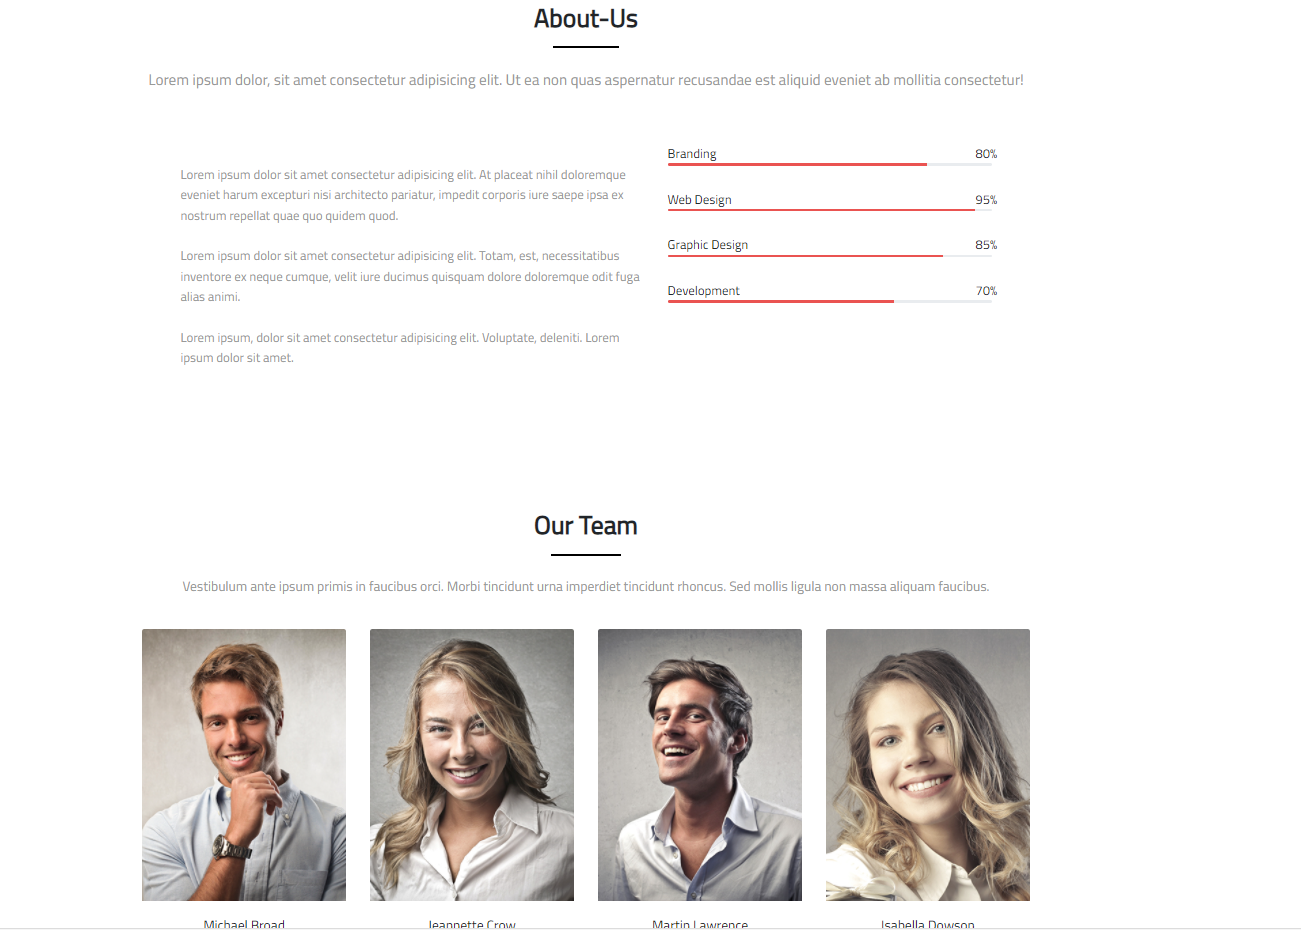 About-Us
Lorem ipsum dolor, sit amet consectetur adipisicing elit. Ut ea non quas aspernatur recusandae est aliquid eveniet ab mollitia consectetur!
Lorem ipsum dolor sit amet consectetur adipisicing elit. At placeat nihil doloremque
eveniet harum excepturi nisi architecto pariatur, impedit corporis iure saepe ipsa ex
nostrum repellat quae quo quidem quod.
Lorem ipsum dolor sit amet consectetur adipisicing elit. Totam, est, necessitatibus
inventore ex neque cumque, velit iure ducimus quisquam dolore doloremque odit fuga
alias animi.
Lorem ipsum, dolor sit amet consectetur adipisicing elit. Voluptate, deleniti. Lorem
ipsum dolor sit amet.
Branding 80%
Web Design 95%
Graphic Design 85%
Development 70%
Our Team
Vestibulum ante ipsum primis in faucibus orci. Morbi tincidunt urna imperdiet tincidunt rhoncus. Sed mollis ligula non massa aliquam faucibus.
Michael Broad Jeannette Crow Martin Lawrence Isabella Dowson